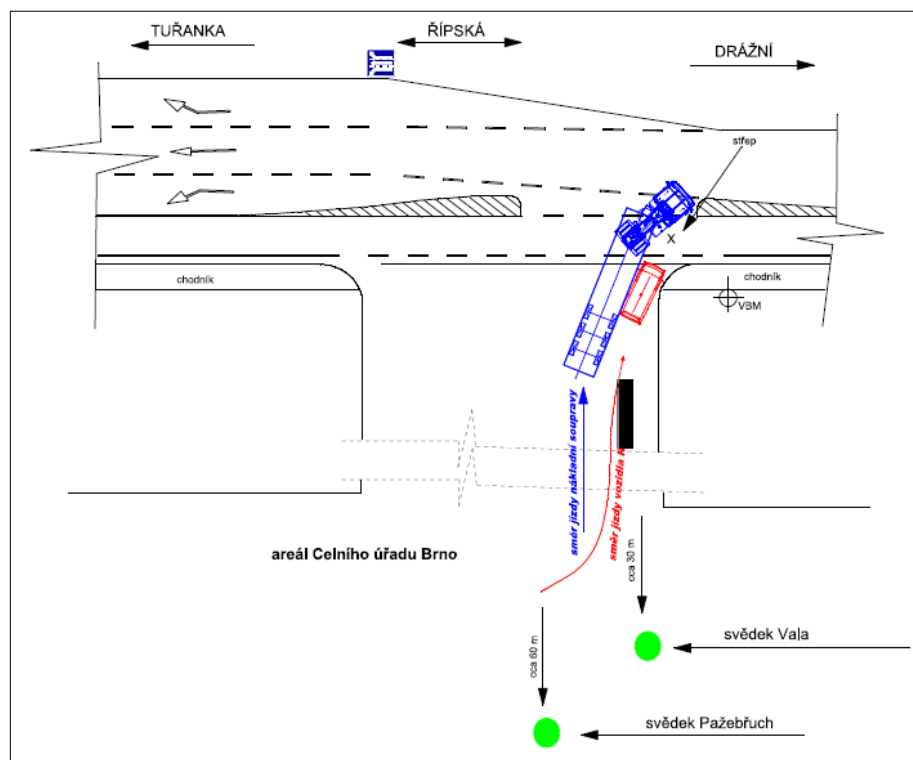 TUŘANKA
ŘÍPSKÁ
DRÁŽNÍ
střep
X
chodník
chodník
VBM
směr jízdy nákladní soupravy
směr jízdy vozidla
areál Celního úřadu Brno
cca 30 m
cca 60 m
svědek Vala
svědek Pažebřuch